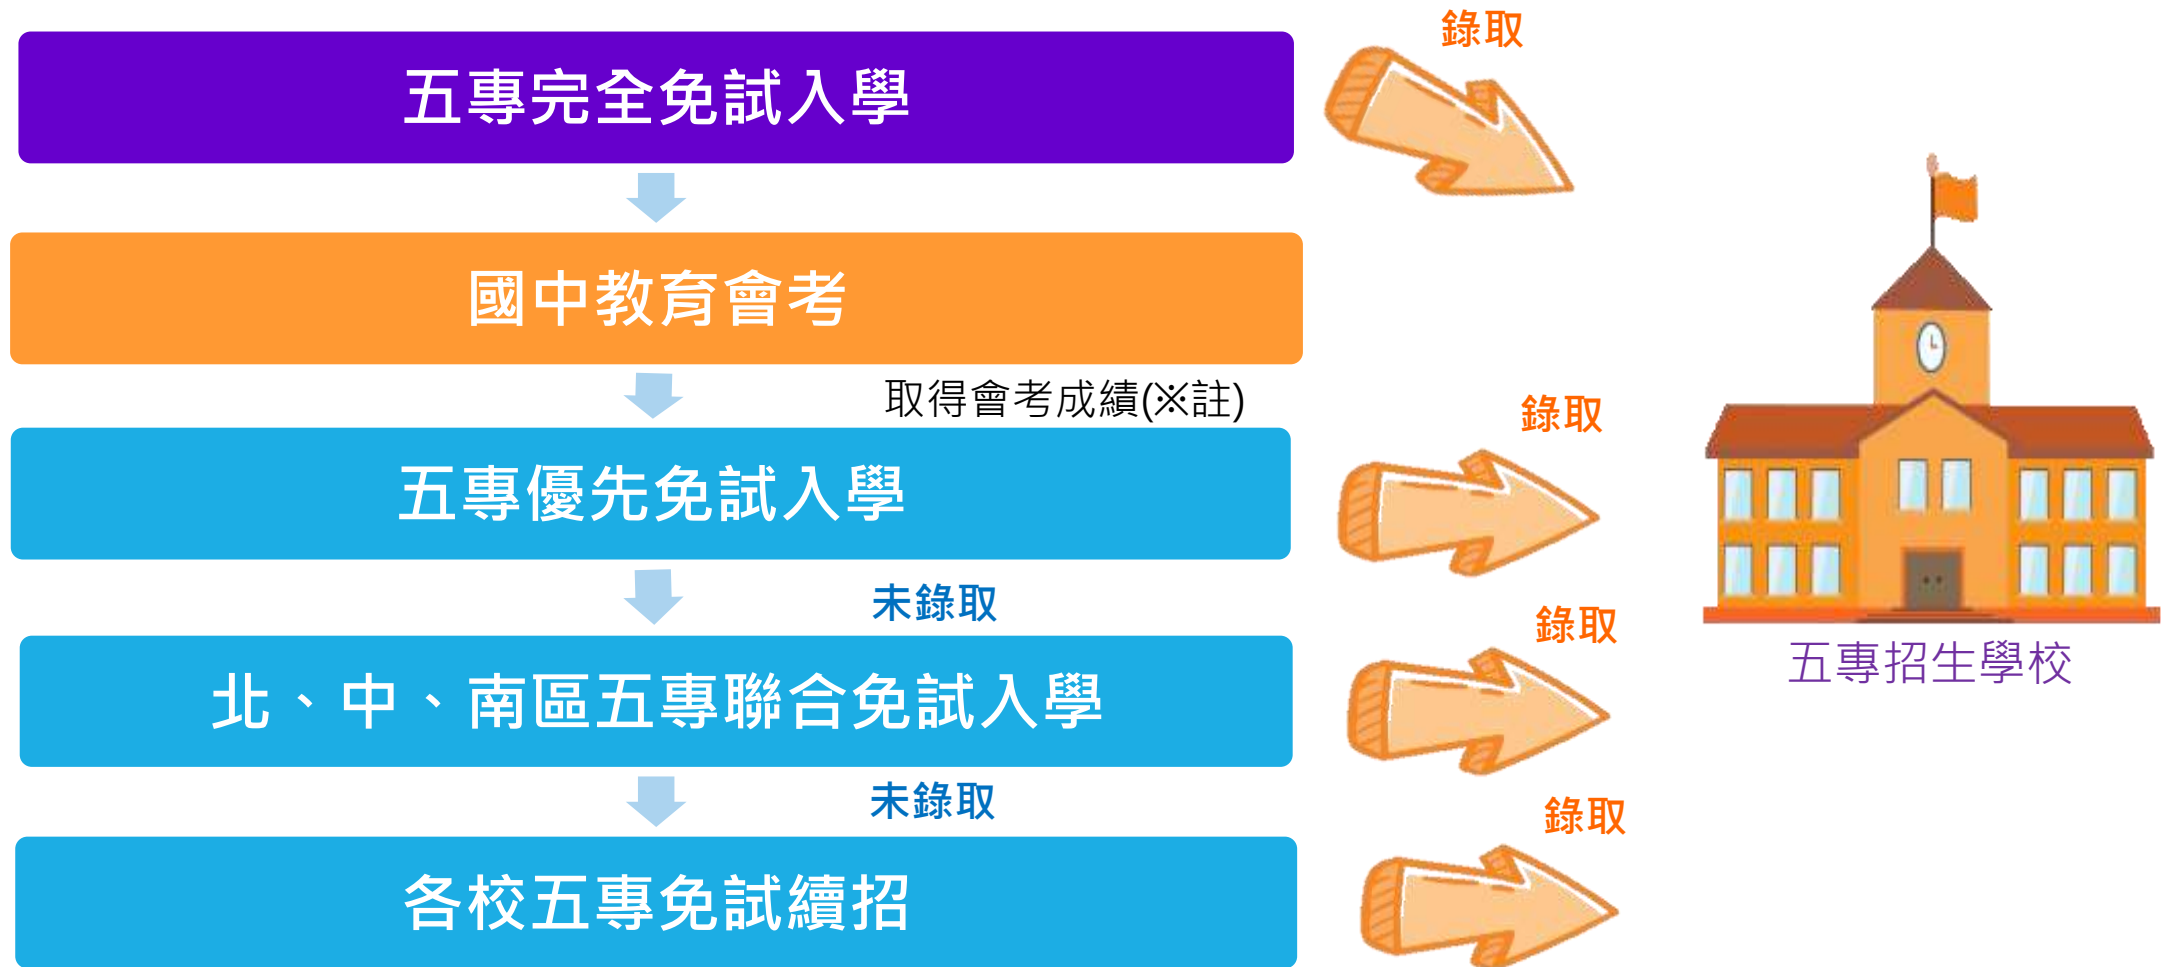 錄取
五專完全免試入學
國中教育會考
取得會考成績(※註)
錄取
五專優先免試入學
未錄取
錄取
五專招生學校
北、中、南區五專聯合免試入學
未錄取
錄取
各校五專免試續招